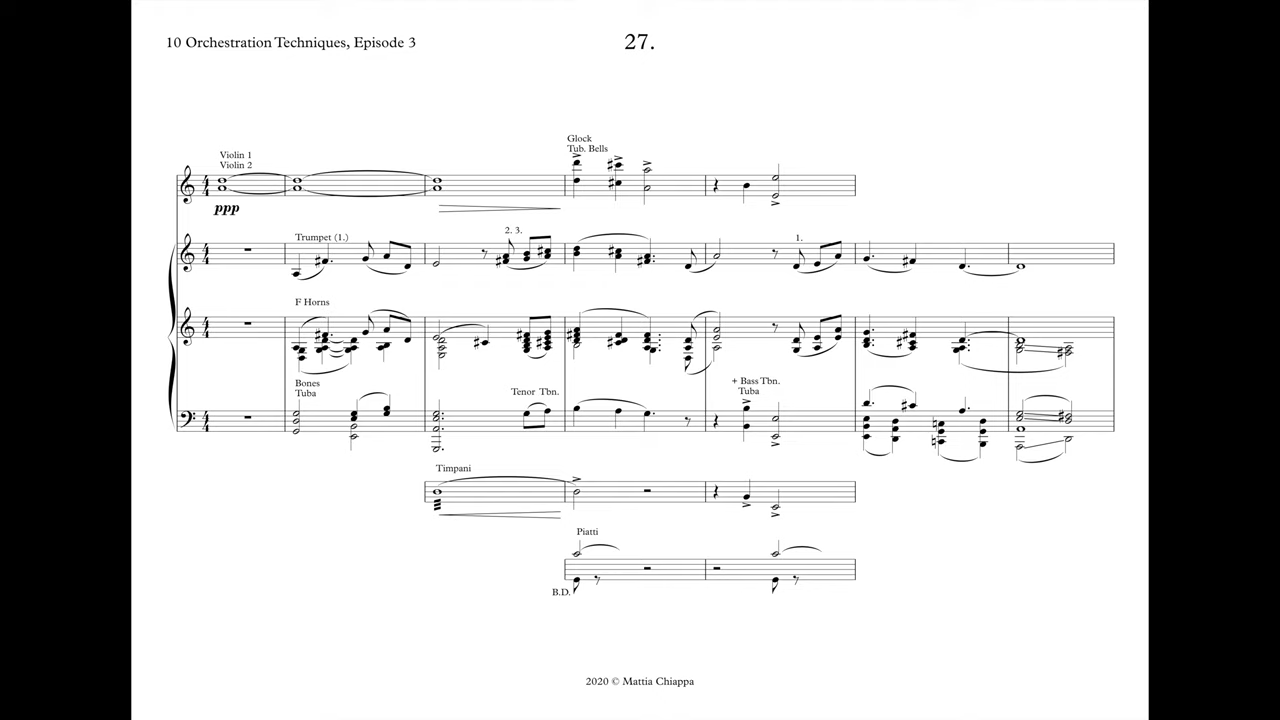 10 Orchestration Techniques, Episode 3
27.
Glock
Tub. Bells
Violin 1
Violin 2
ppp
Trumpet (1.)
2. 3.
1.
F Horns
Bones
Tuba
Tenor Tbn.
+ Bass Tbn.
Tuba
Timpani
Piatti
B.D.
2020 © Mattia Chiappa